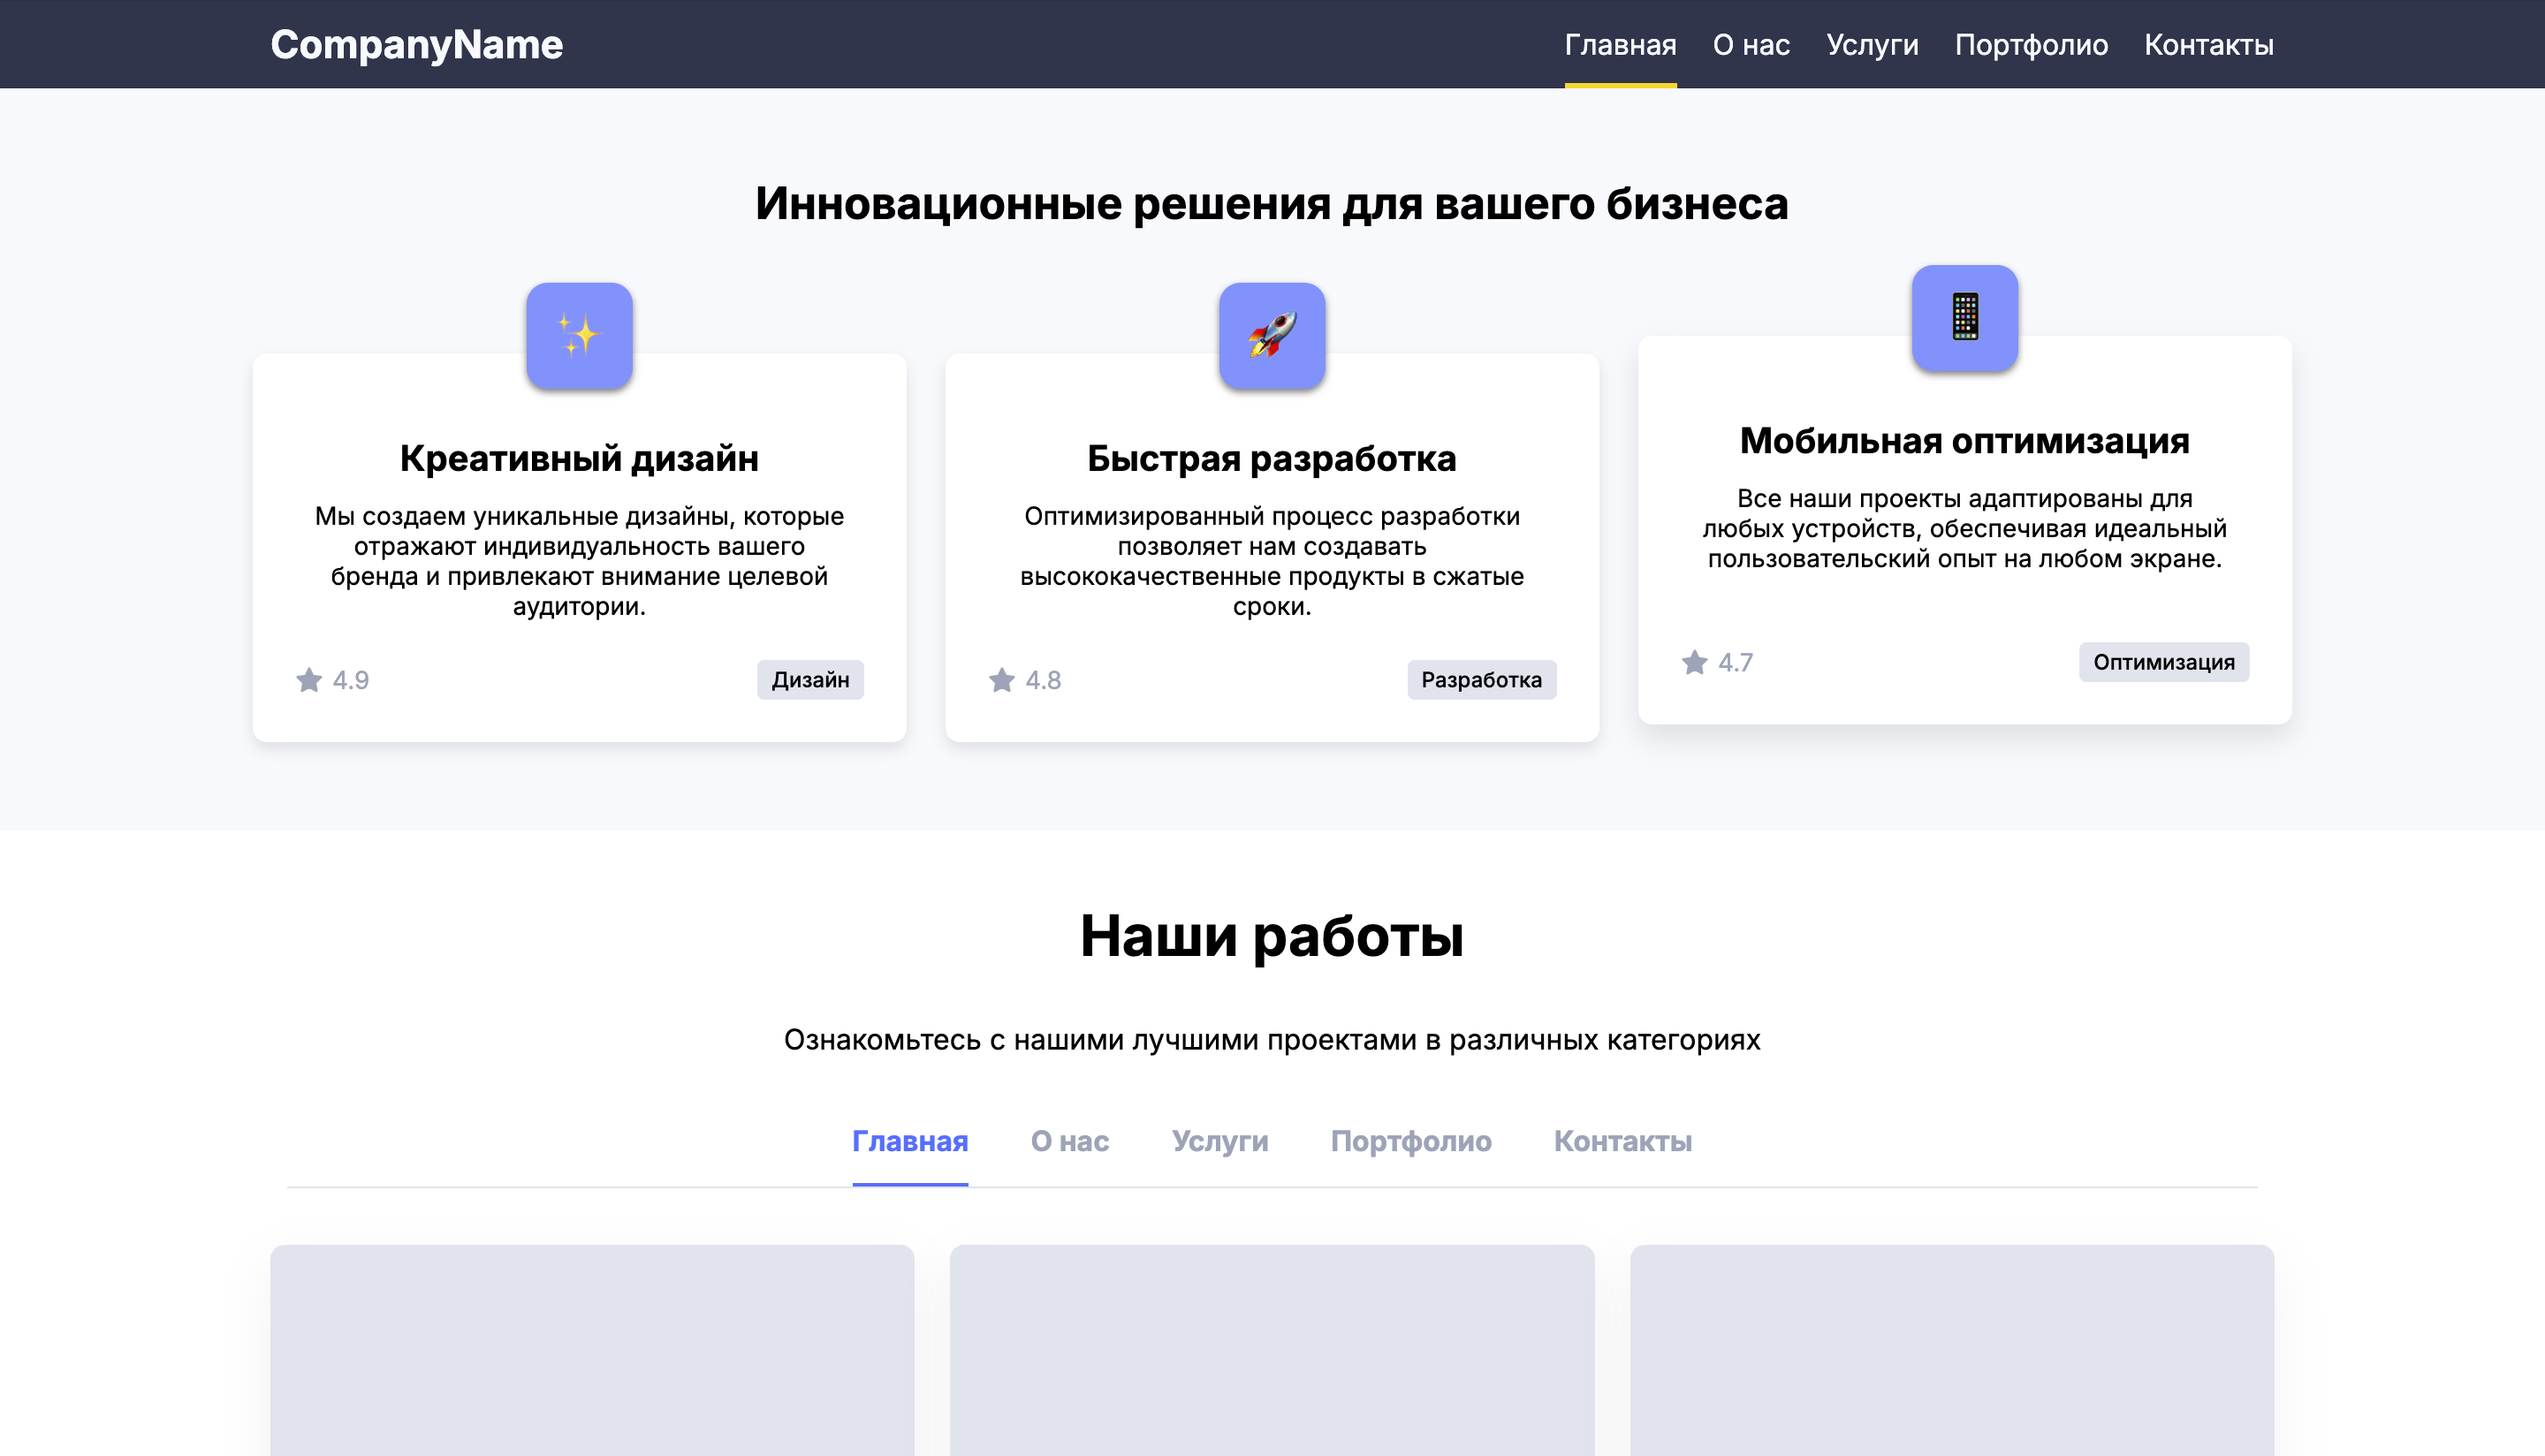 CompanyName
Главная О нас Услуги Портфолио Контакты
Инновационные решения для вашего бизнеса
Креативный дизайн
Мы создаем уникальные дизайны, которые
отражают индивидуальность вашего
бренда и привлекают внимание целевой
аудитории.
4.9 Дизайн
Быстрая разработка
Оптимизированный процесс разработки
позволяет нам создавать
высококачественные продукты в сжатые
сроки.
4.8 Разработка
Мобильная оптимизация
Все наши проекты адаптированы для
любых устройств, обеспечивая идеальный
пользовательский опыт на любом экране.
4.7 Оптимизация
Наши работы
Ознакомьтесь с нашими лучшими проектами в различных категориях
Главная О нас Услуги Портфолио Контакты